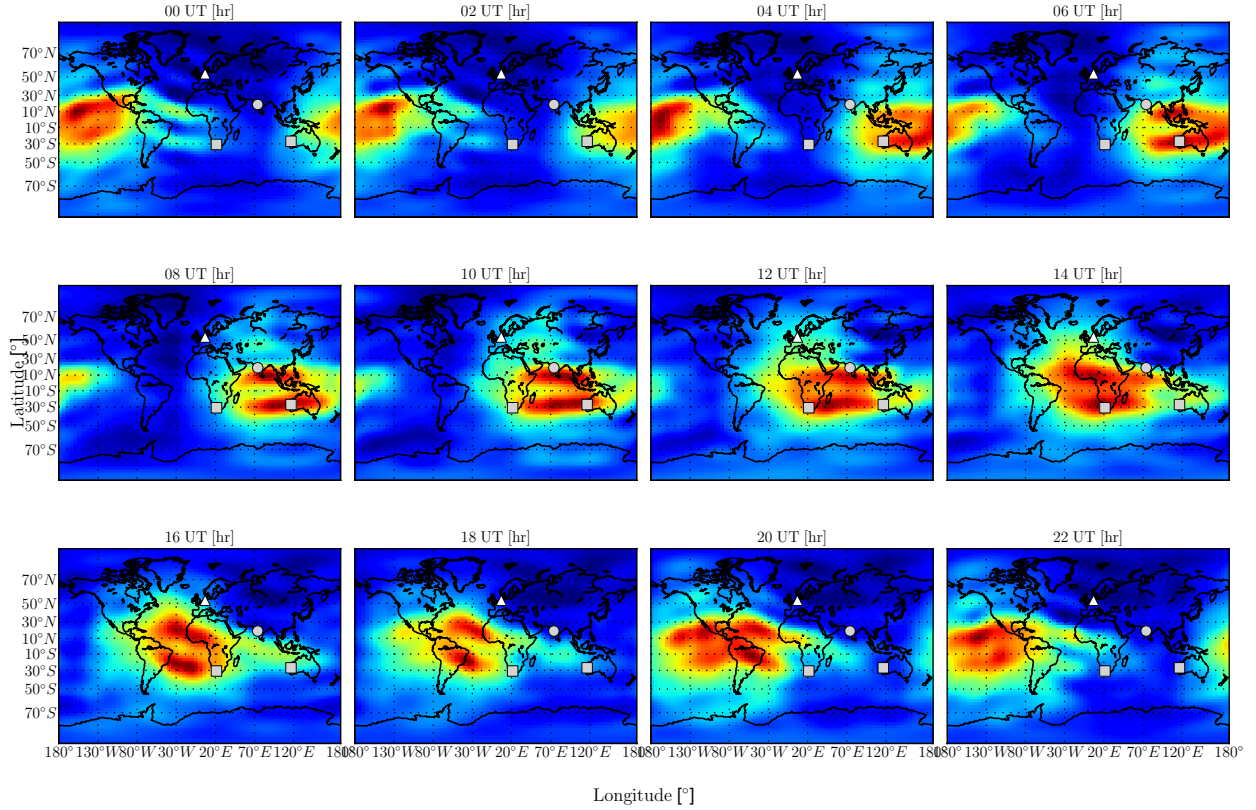 00 UT [hr] 02 UT [hr] 04 UT [hr] 06 UT [hr]
70°N
50°N
30°N
10°N
10°S
30°S
50°S
70°S
08 UT [hr] 10 UT [hr] 12 UT [hr] 14 UT [hr]
70°N
50°N
30°N
10°N
10°S
30°S
50°S
70°S
Latitude [°]
16 UT [hr] 18 UT [hr] 20 UT [hr] 22 UT [hr]
70°N
50°N
30°N
10°N
10°S
30°S
50°S
70°S
180° 130°W 80°W 30°W 20°E 70°E 120°E 180° 130°W 80°W 30°W 20°E 70°E 120°E 180° 130°W 80°W 30°W 20°E 70°E 120°E 180° 130°W 80°W 30°W 20°E 70°E 120°E 180°
Longitude [°]